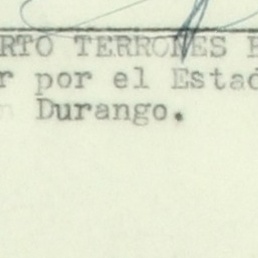 RTO TERRONES B
r por el Estad
n Durango.